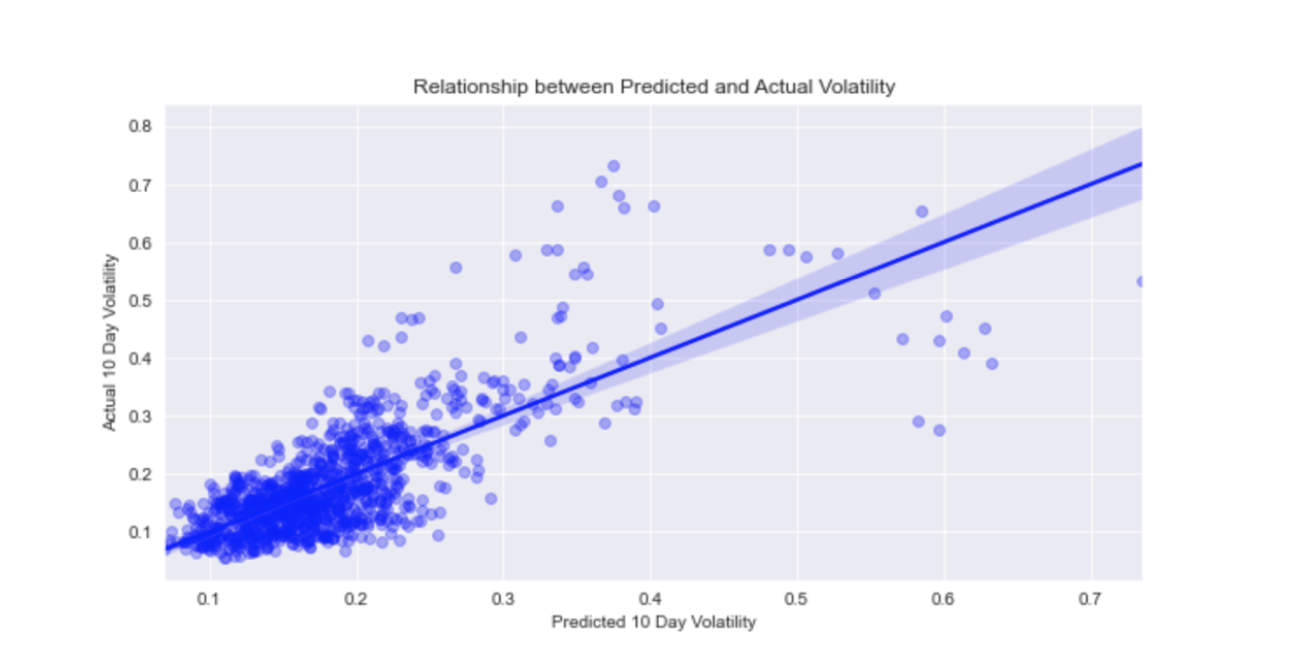 Relationship between Predicted and Actual Volatility
0.8
0.7
0.6
0.5
0.4
0.3
0.2
0.1
Actual 10 Day Volatility
0.1 0.2 0.3 0.4 0.5 0.6 0.7
Predicted 10 Day Volatility